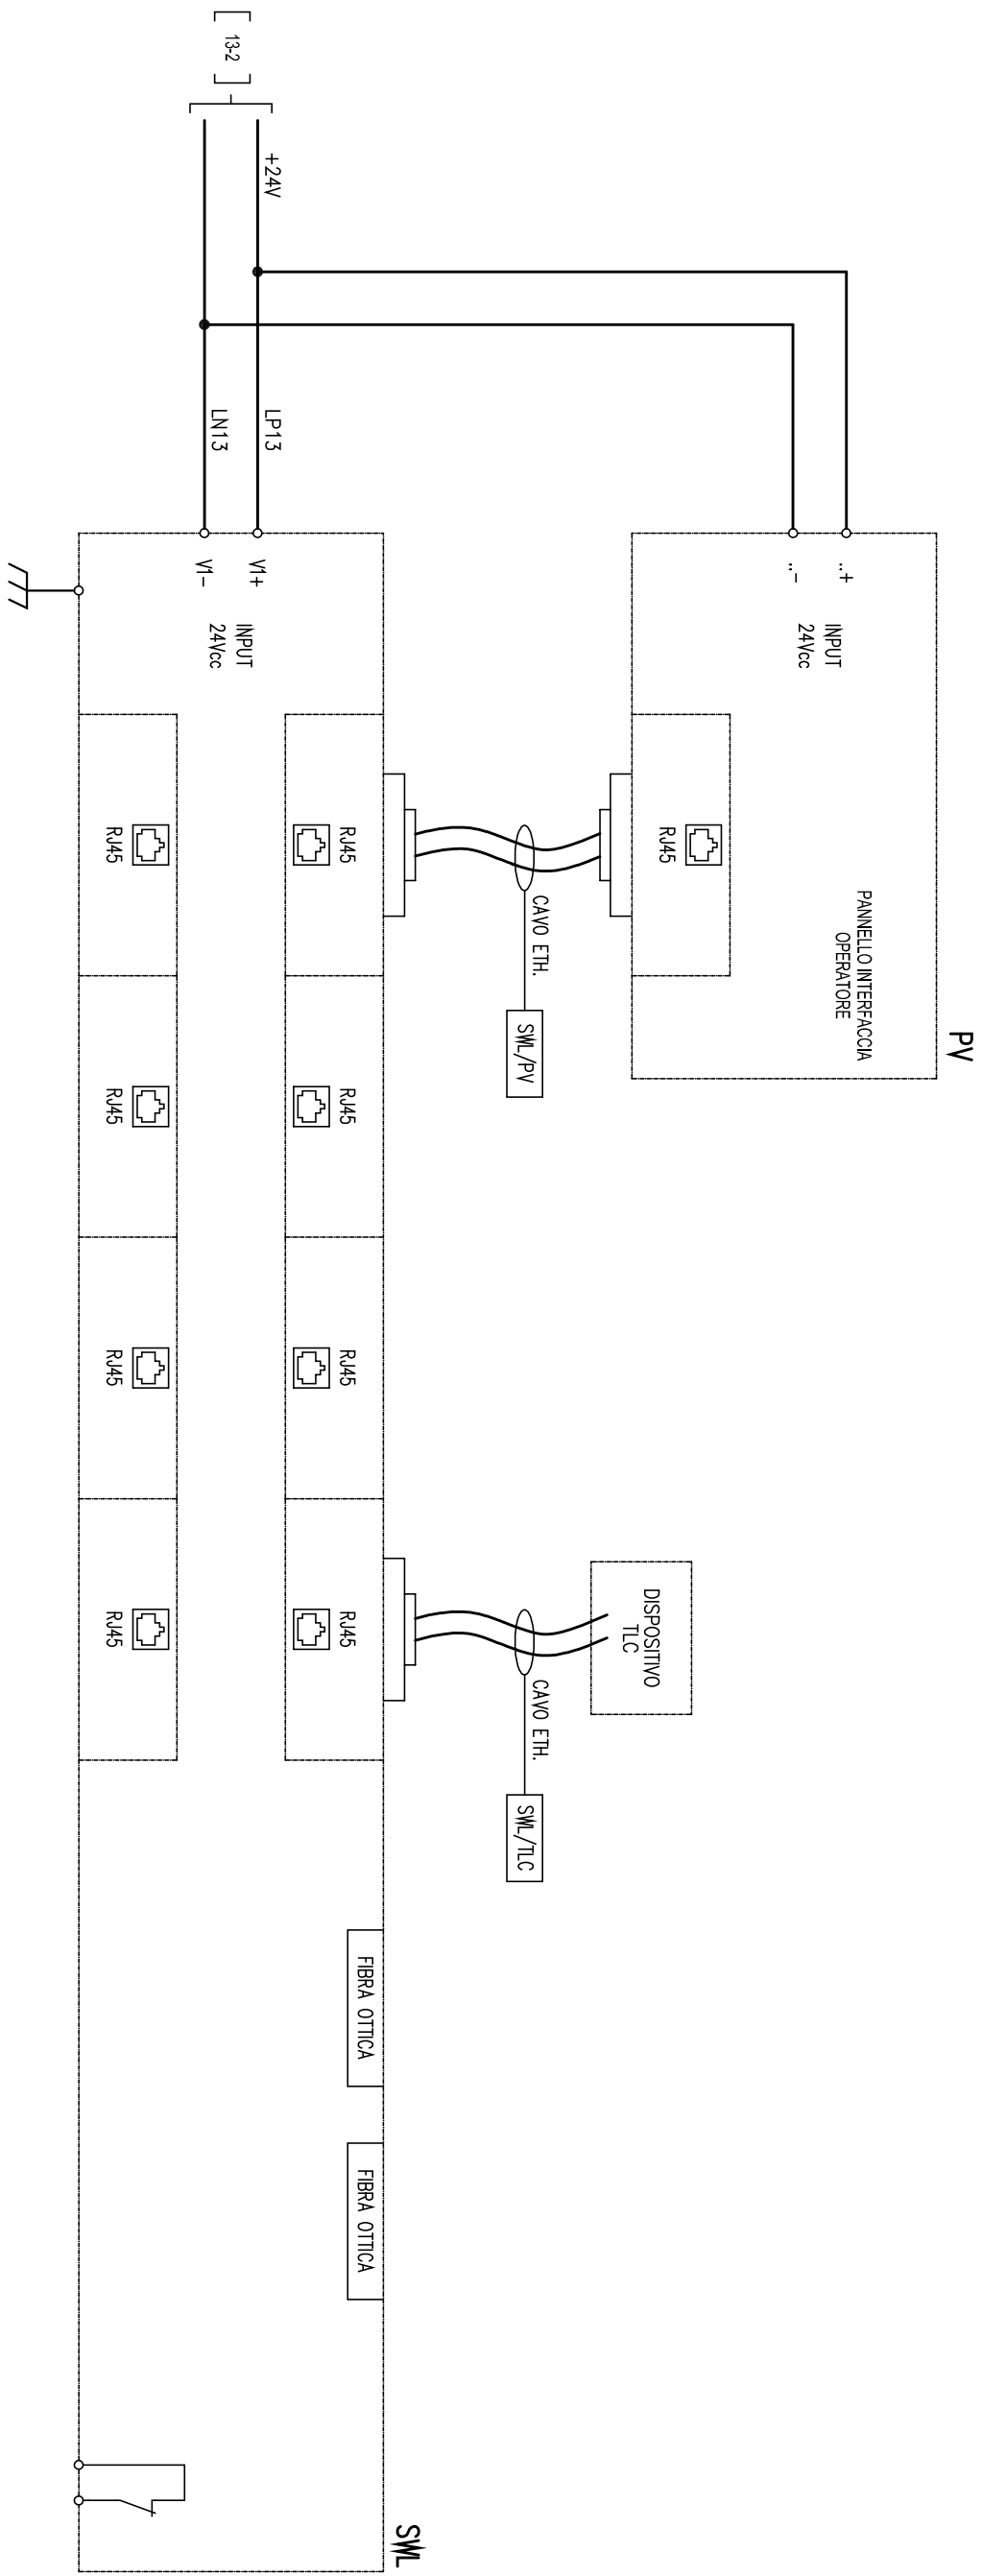 PV
PANNELLO INTERFACCIA
OPERATORE
..+
..-
INPUT
24Vcc
RJ45
DISPOSITIVO
TLC
CAVO ETH.
SWL/PV
CAVO ETH.
SWL/TLC
13-2
+24V
LP13
LN13
SWL
V1+
V1-
INPUT
24Vcc
RJ45
RJ45
RJ45
RJ45
FIBRA OTTICA
FIBRA OTTICA
RJ45
RJ45
RJ45
RJ45